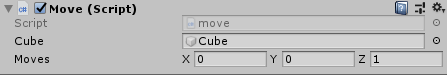 Move (Script)
Script move
Cube Cube
Moves X 0 Y 0 Z 1